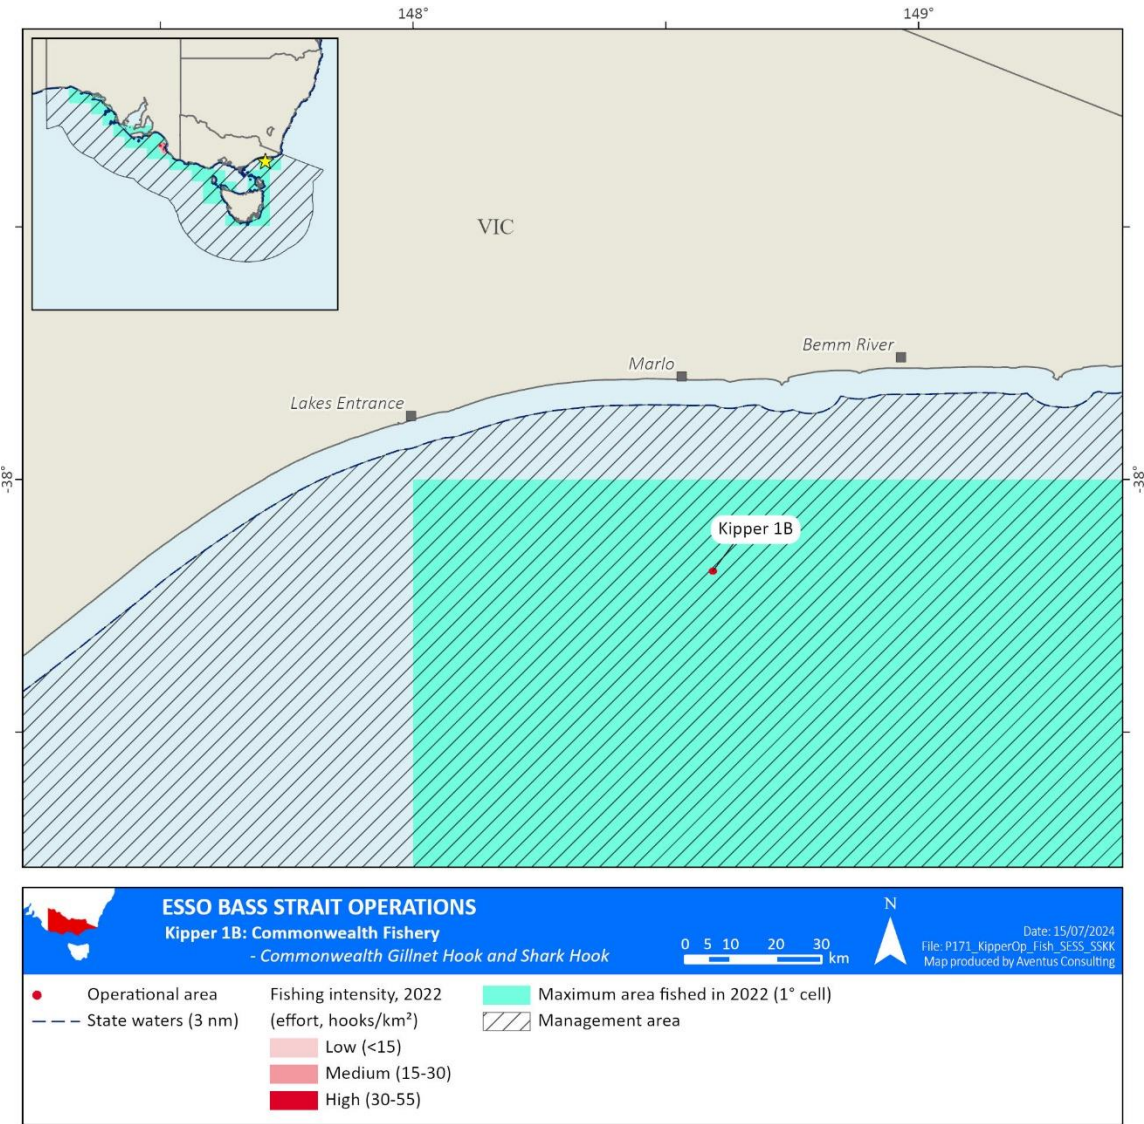 148°
149°
VIC
Bemm River
Marlo
Lakes Entrance
-38°
-38°
Kipper 1B
ESSO BASS STRAIT OPERATIONS
Kipper 1B: Commonwealth Fishery
- Commonwealth Gillnet Hook and Shark Hook
0 5 10 20 30
km
N
Date: 15/07/2024
File: P171_KipperOp_Fish_SESS_SSKK
Map produced by Aventus Consulting
Operational area
State waters (3 nm)
Fishing intensity, 2022
(effort, hooks/km²)
Low (<15)
Medium (15-30)
High (30-55)
Maximum area fished in 2022 (1° cell)
Management area